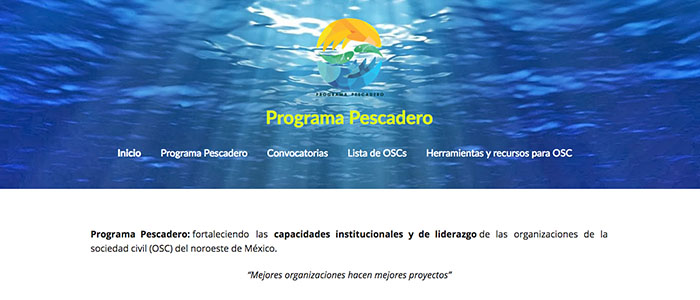 PROGRAMA PESCADERO
Programa Pescadero
Inicio Programa Pescadero Convocatorias Lista de OSCs Herramientas y recursos para OSC
Programa Pescadero: fortaleciendo las capacidades institucionales y de liderazgo de las organizaciones de la
sociedad civil (OSC) del noroeste de México.
“Mejores organizaciones hacen mejores proyectos”